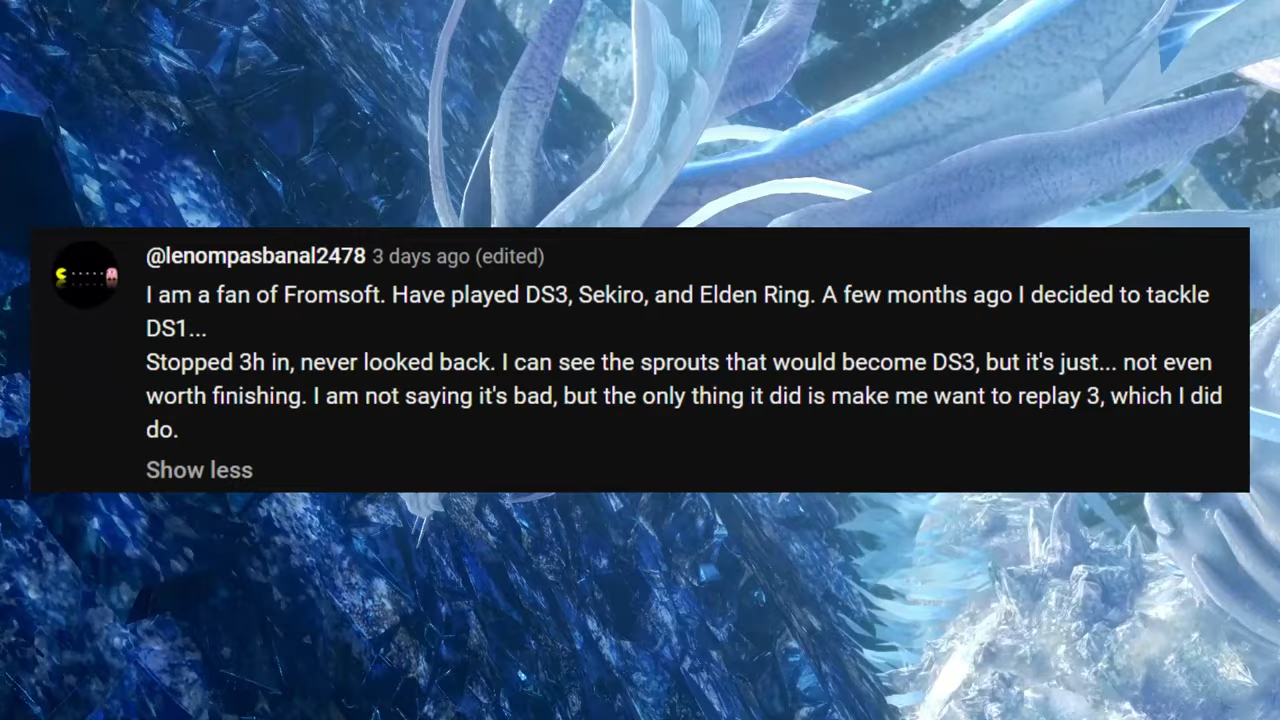 @lenompasbanal2478 3 days ago (edited)
I am a fan of Fromsoft. Have played DS3, Sekiro, and Elden Ring. A few months ago I decided to tackle
DS1...
Stopped 3h in, never looked back. I can see the sprouts that would become DS3, but it's just... not even
worth finishing. I am not saying it's bad, but the only thing it did is make me want to replay 3, which I did
do.
Show less